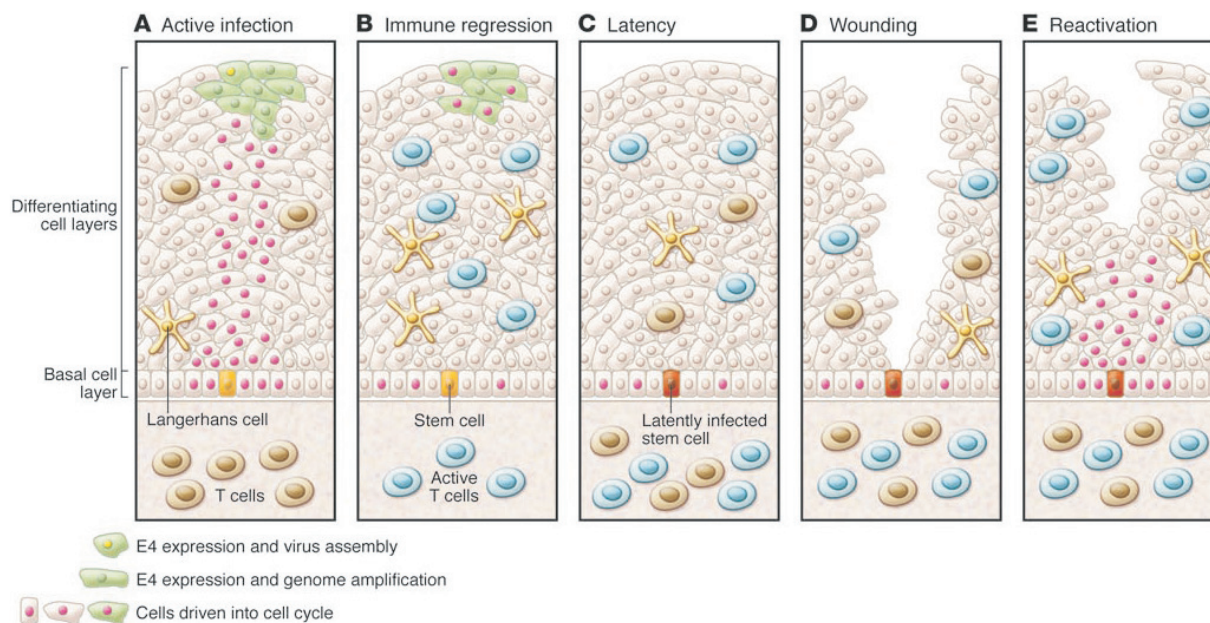 A Active infection
B Immune regression
C Latency
D Wounding
E Reactivation
Differentiating
cell layers
Basal cell
layer
Langerhans cell
Stem cell
Latently infected
stem cell
T cells
Active
T cells
E4 expression and virus assembly
E4 expression and genome amplification
Cells driven into cell cycle